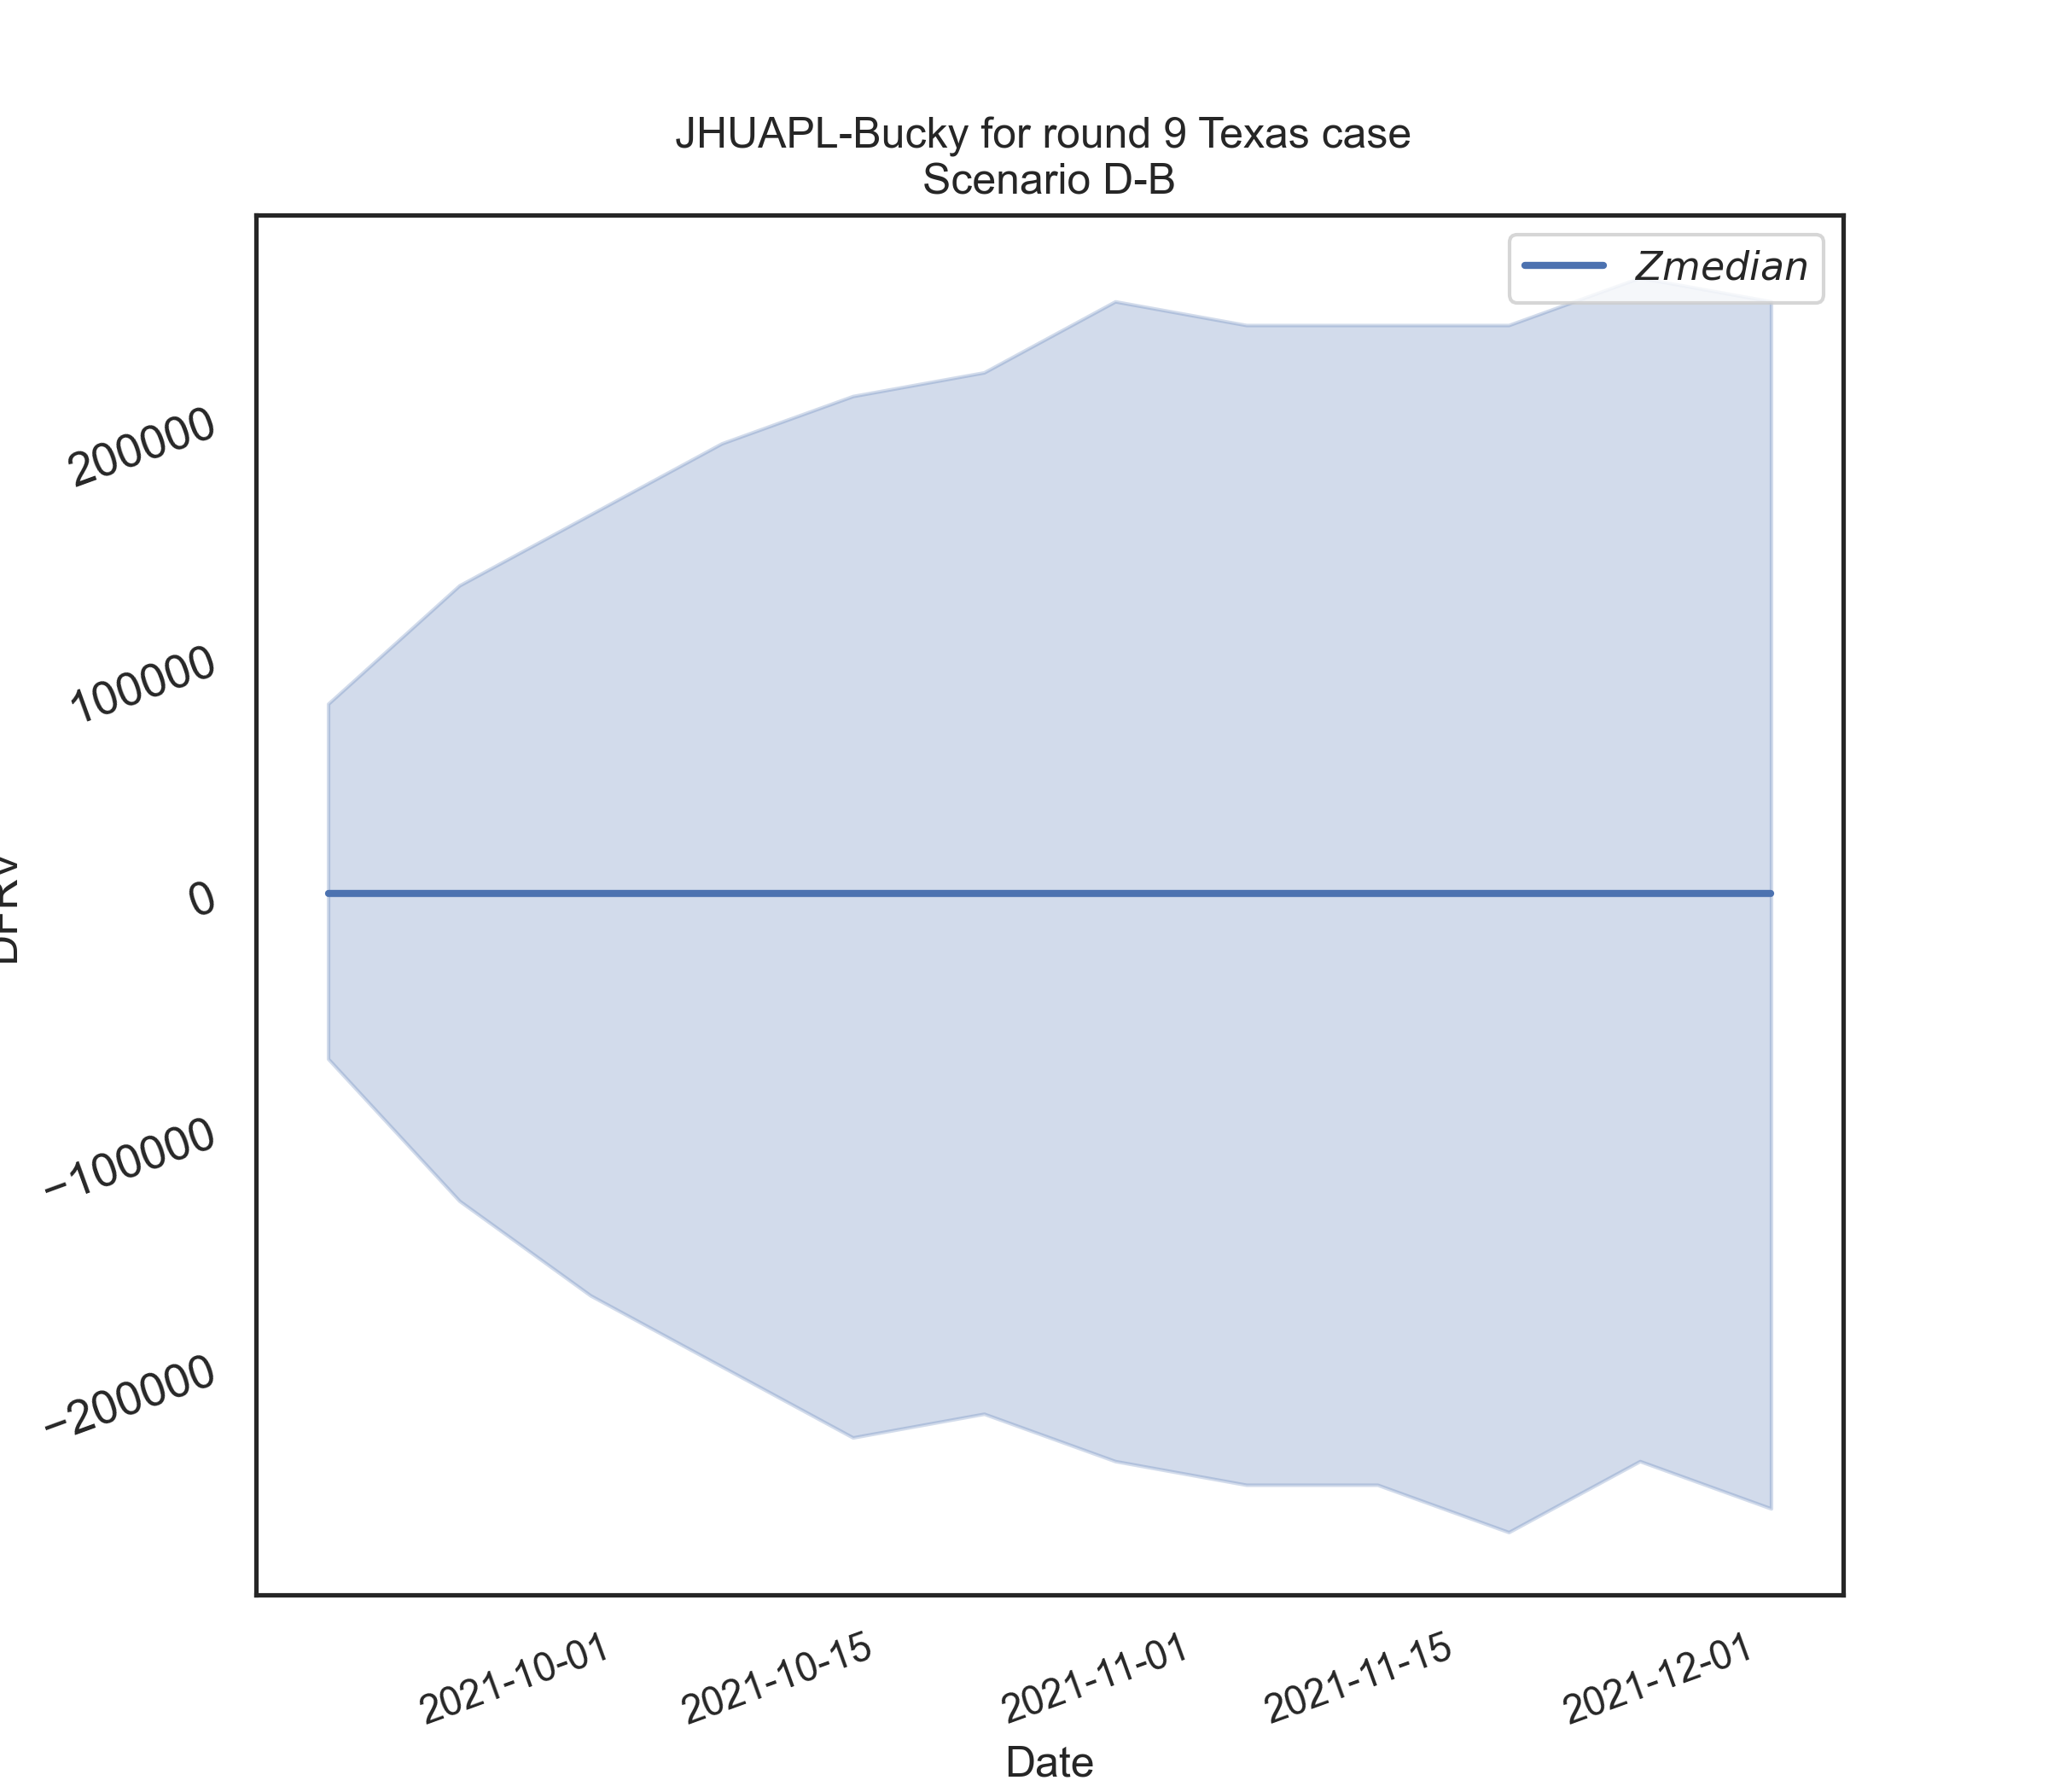 JHUAPL-Bucky for round 9 Texas case
Scenario D-B
Zmedian
200000
100000
0
−100000
−200000
2021-10-01
2021-10-15
2021-11-01
2021-11-15
2021-12-01
Date